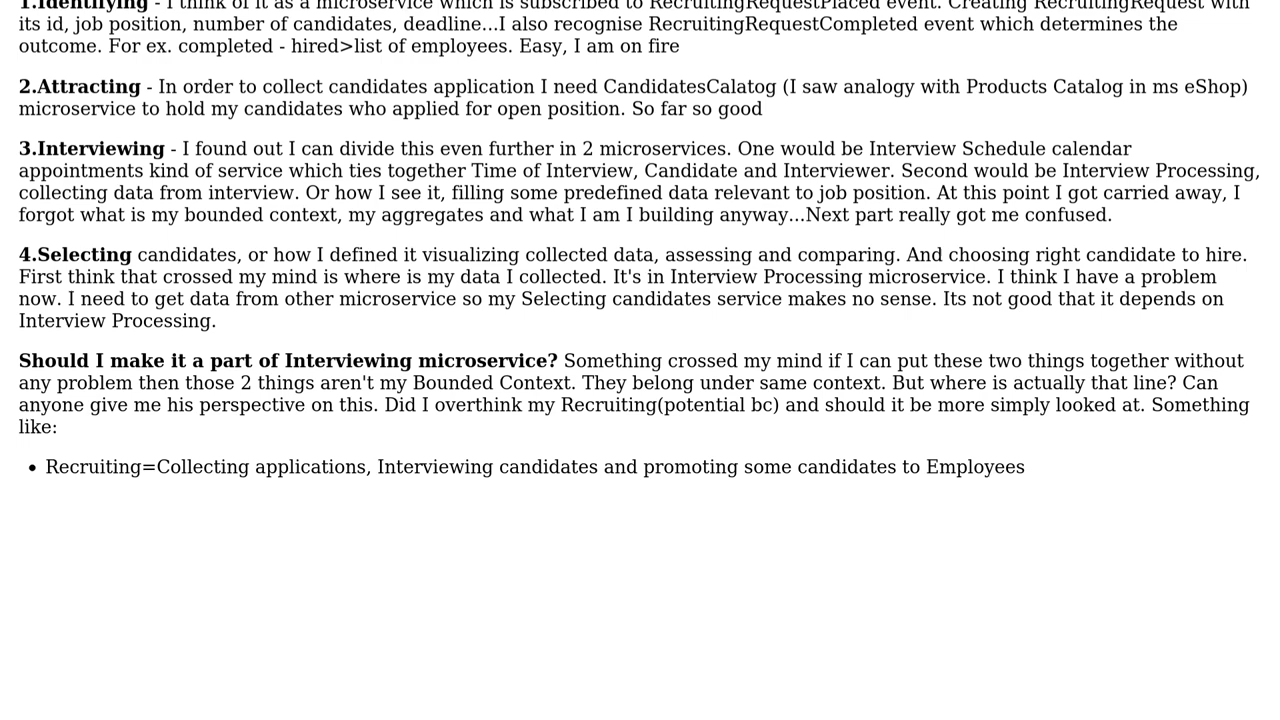 1.Identifying - I think of it as a microservice which is subscribed to RecruitingRequestPlaced event. Creating RecruitingRequest with
its id, job position, number of candidates, deadline...I also recognise RecruitingRequestCompleted event which determines the
outcome. For ex. completed - hired>list of employees. Easy, I am on fire
2.Attracting - In order to collect candidates application I need CandidatesCalatog (I saw analogy with Products Catalog in ms eShop)
microservice to hold my candidates who applied for open position. So far so good
3.Interviewing - I found out I can divide this even further in 2 microservices. One would be Interview Schedule calendar
appointments kind of service which ties together Time of Interview, Candidate and Interviewer. Second would be Interview Processing,
collecting data from interview. Or how I see it, filling some predefined data relevant to job position. At this point I got carried away, I
forgot what is my bounded context, my aggregates and what I am I building anyway...Next part really got me confused.
4.Selecting candidates, or how I defined it visualizing collected data, assessing and comparing. And choosing right candidate to hire.
First think that crossed my mind is where is my data I collected. It's in Interview Processing microservice. I think I have a problem
now. I need to get data from other microservice so my Selecting candidates service makes no sense. Its not good that it depends on
Interview Processing.
Should I make it a part of Interviewing microservice? Something crossed my mind if I can put these two things together without
any problem then those 2 things aren't my Bounded Context. They belong under same context. But where is actually that line? Can
anyone give me his perspective on this. Did I overthink my Recruiting(potential bc) and should it be more simply looked at. Something
like:
• Recruiting=Collecting applications, Interviewing candidates and promoting some candidates to Employees